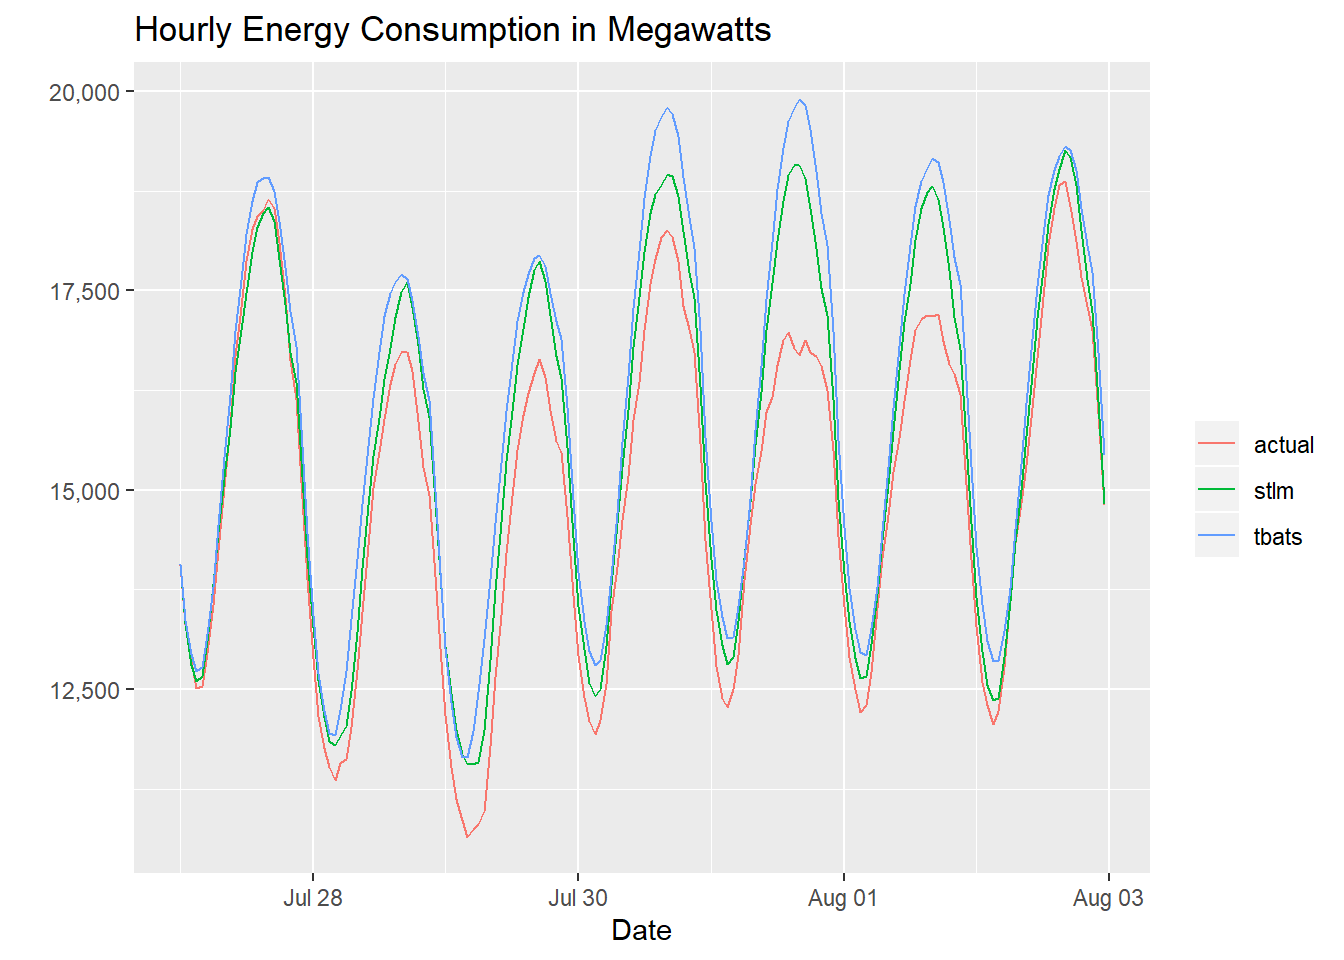 Hourly Energy Consumption in Megawatts
20,000
17,500
15,000
12,500
actual
stlm
tbats
Jul 28
Jul 30
Aug 01
Aug 03
Date